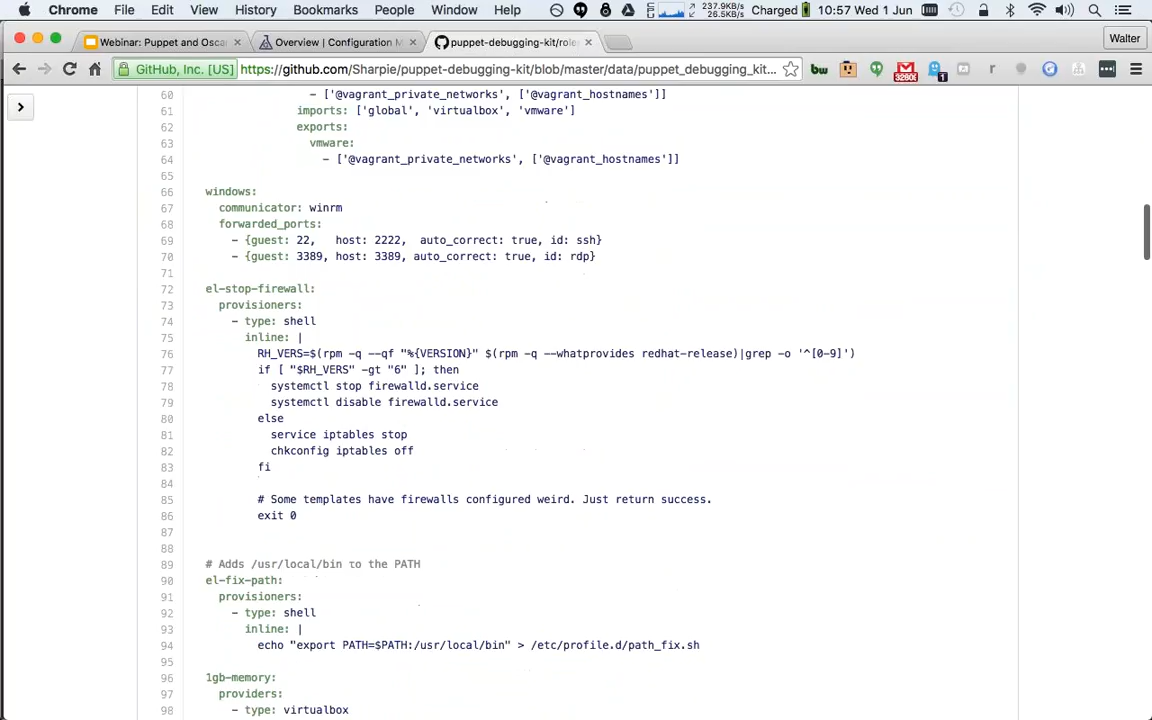 Chrome File Edit View History Bookmarks People Window Help 237.9KB/s 26.5KB/s Charged 10:57 Wed 1 Jun
Webinar: Puppet and Osca × Overview | Configuration M × puppet-debugging-kit/role × Walter
GitHub, Inc. [US] https://github.com/Sharpie/puppet-debugging-kit/blob/master/data/puppet_debugging_kit... bw r 1
60 - ['@vagrant_private_networks', ['@vagrant_hostnames']]
61 imports: ['global', 'virtualbox', 'vmware']
62 exports:
63 vmware:
64 - ['@vagrant_private_networks', ['@vagrant_hostnames']]
65
66 windows:
67 communicator: winrm
68 forwarded_ports:
69 - {guest: 22, host: 2222, auto_correct: true, id: ssh}
70 - {guest: 3389, host: 3389, auto_correct: true, id: rdp}
71
72 el-stop-firewall:
73 provisioners:
74 - type: shell
75 inline: |
76 RH_VERS=$(rpm -q --qf "%{VERSION}" $(rpm -q --whatprovides redhat-release)|grep -o '^[0-9]')
77 if [ "$RH_VERS" -gt "6" ]; then
78 systemctl stop firewalld.service
79 systemctl disable firewalld.service
80 else
81 service iptables stop
82 chkconfig iptables off
83 fi
84
85 # Some templates have firewalls configured weird. Just return success.
86 exit 0
87
88
89 # Adds /usr/local/bin to the PATH
90 el-fix-path:
91 provisioners:
92 - type: shell
93 inline: |
94 echo "export PATH=$PATH:/usr/local/bin" > /etc/profile.d/path_fix.sh
95
96 1gb-memory:
97 providers:
98 - type: virtualbox